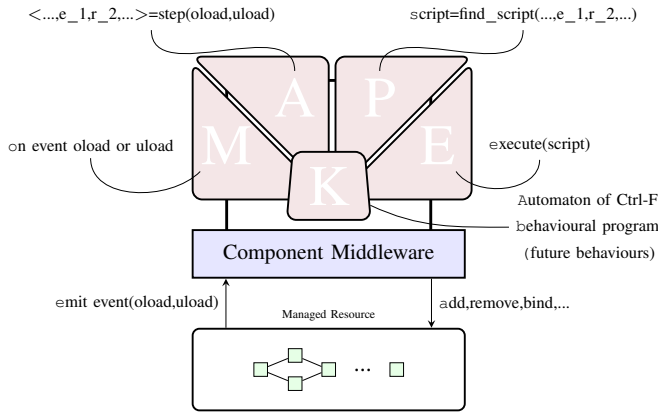 <...,e_1,r_2,...>=step(oload,uload)
script=find_script(...,e_1,r_2,...)
A P
M E
K
on event oload or uload
execute(script)
Automaton of Ctrl-F
behavioural program
(future behaviours)
Component Middleware
emit event(oload,uload)
add,remove,bind,...
Managed Resource
...